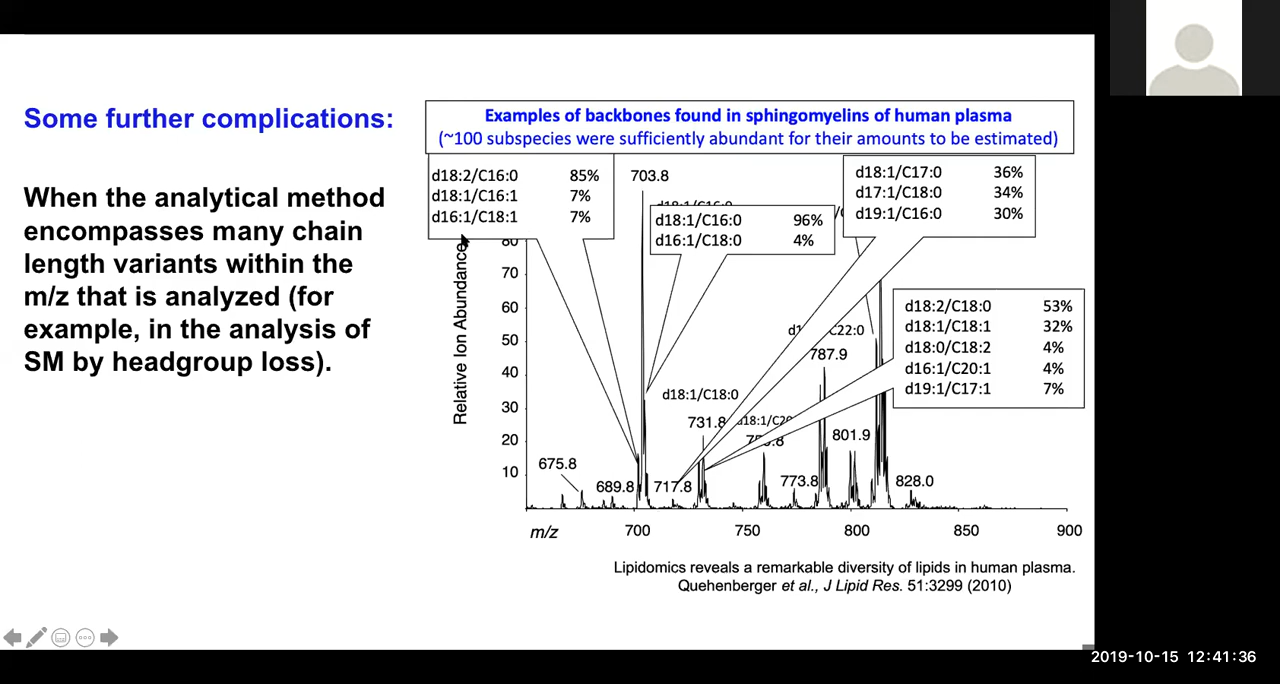 Some further complications:
When the analytical method
encompasses many chain
length variants within the
m/z that is analyzed (for
example, in the analysis of
SM by headgroup loss).
Examples of backbones found in sphingomyelins of human plasma
(~100 subspecies were sufficiently abundant for their amounts to be estimated)
d18:2/C16:0 85%
d18:1/C16:1 7%
d16:1/C18:1 7%
703.8
d18:1/C16:0 96%
d16:1/C18:0 4%
d18:1/C17:0 36%
d17:1/C18:0 34%
d19:1/C16:0 30%
d18:2/C18:0 53%
d18:1/C18:1 32%
d18:0/C18:2 4%
d16:1/C20:1 4%
d19:1/C17:1 7%
Relative Ion Abundance
80
70
60
50
40
30
20
10
C22:0
787.9
d18:1/C18:0
731.8
801.9
675.8
689.8
717.8
773.8
828.0
m/z 700 750 800 850 900
Lipidomics reveals a remarkable diversity of lipids in human plasma.
Quehenberger et al., J Lipid Res. 51:3299 (2010)
2019-10-15 12:41:36